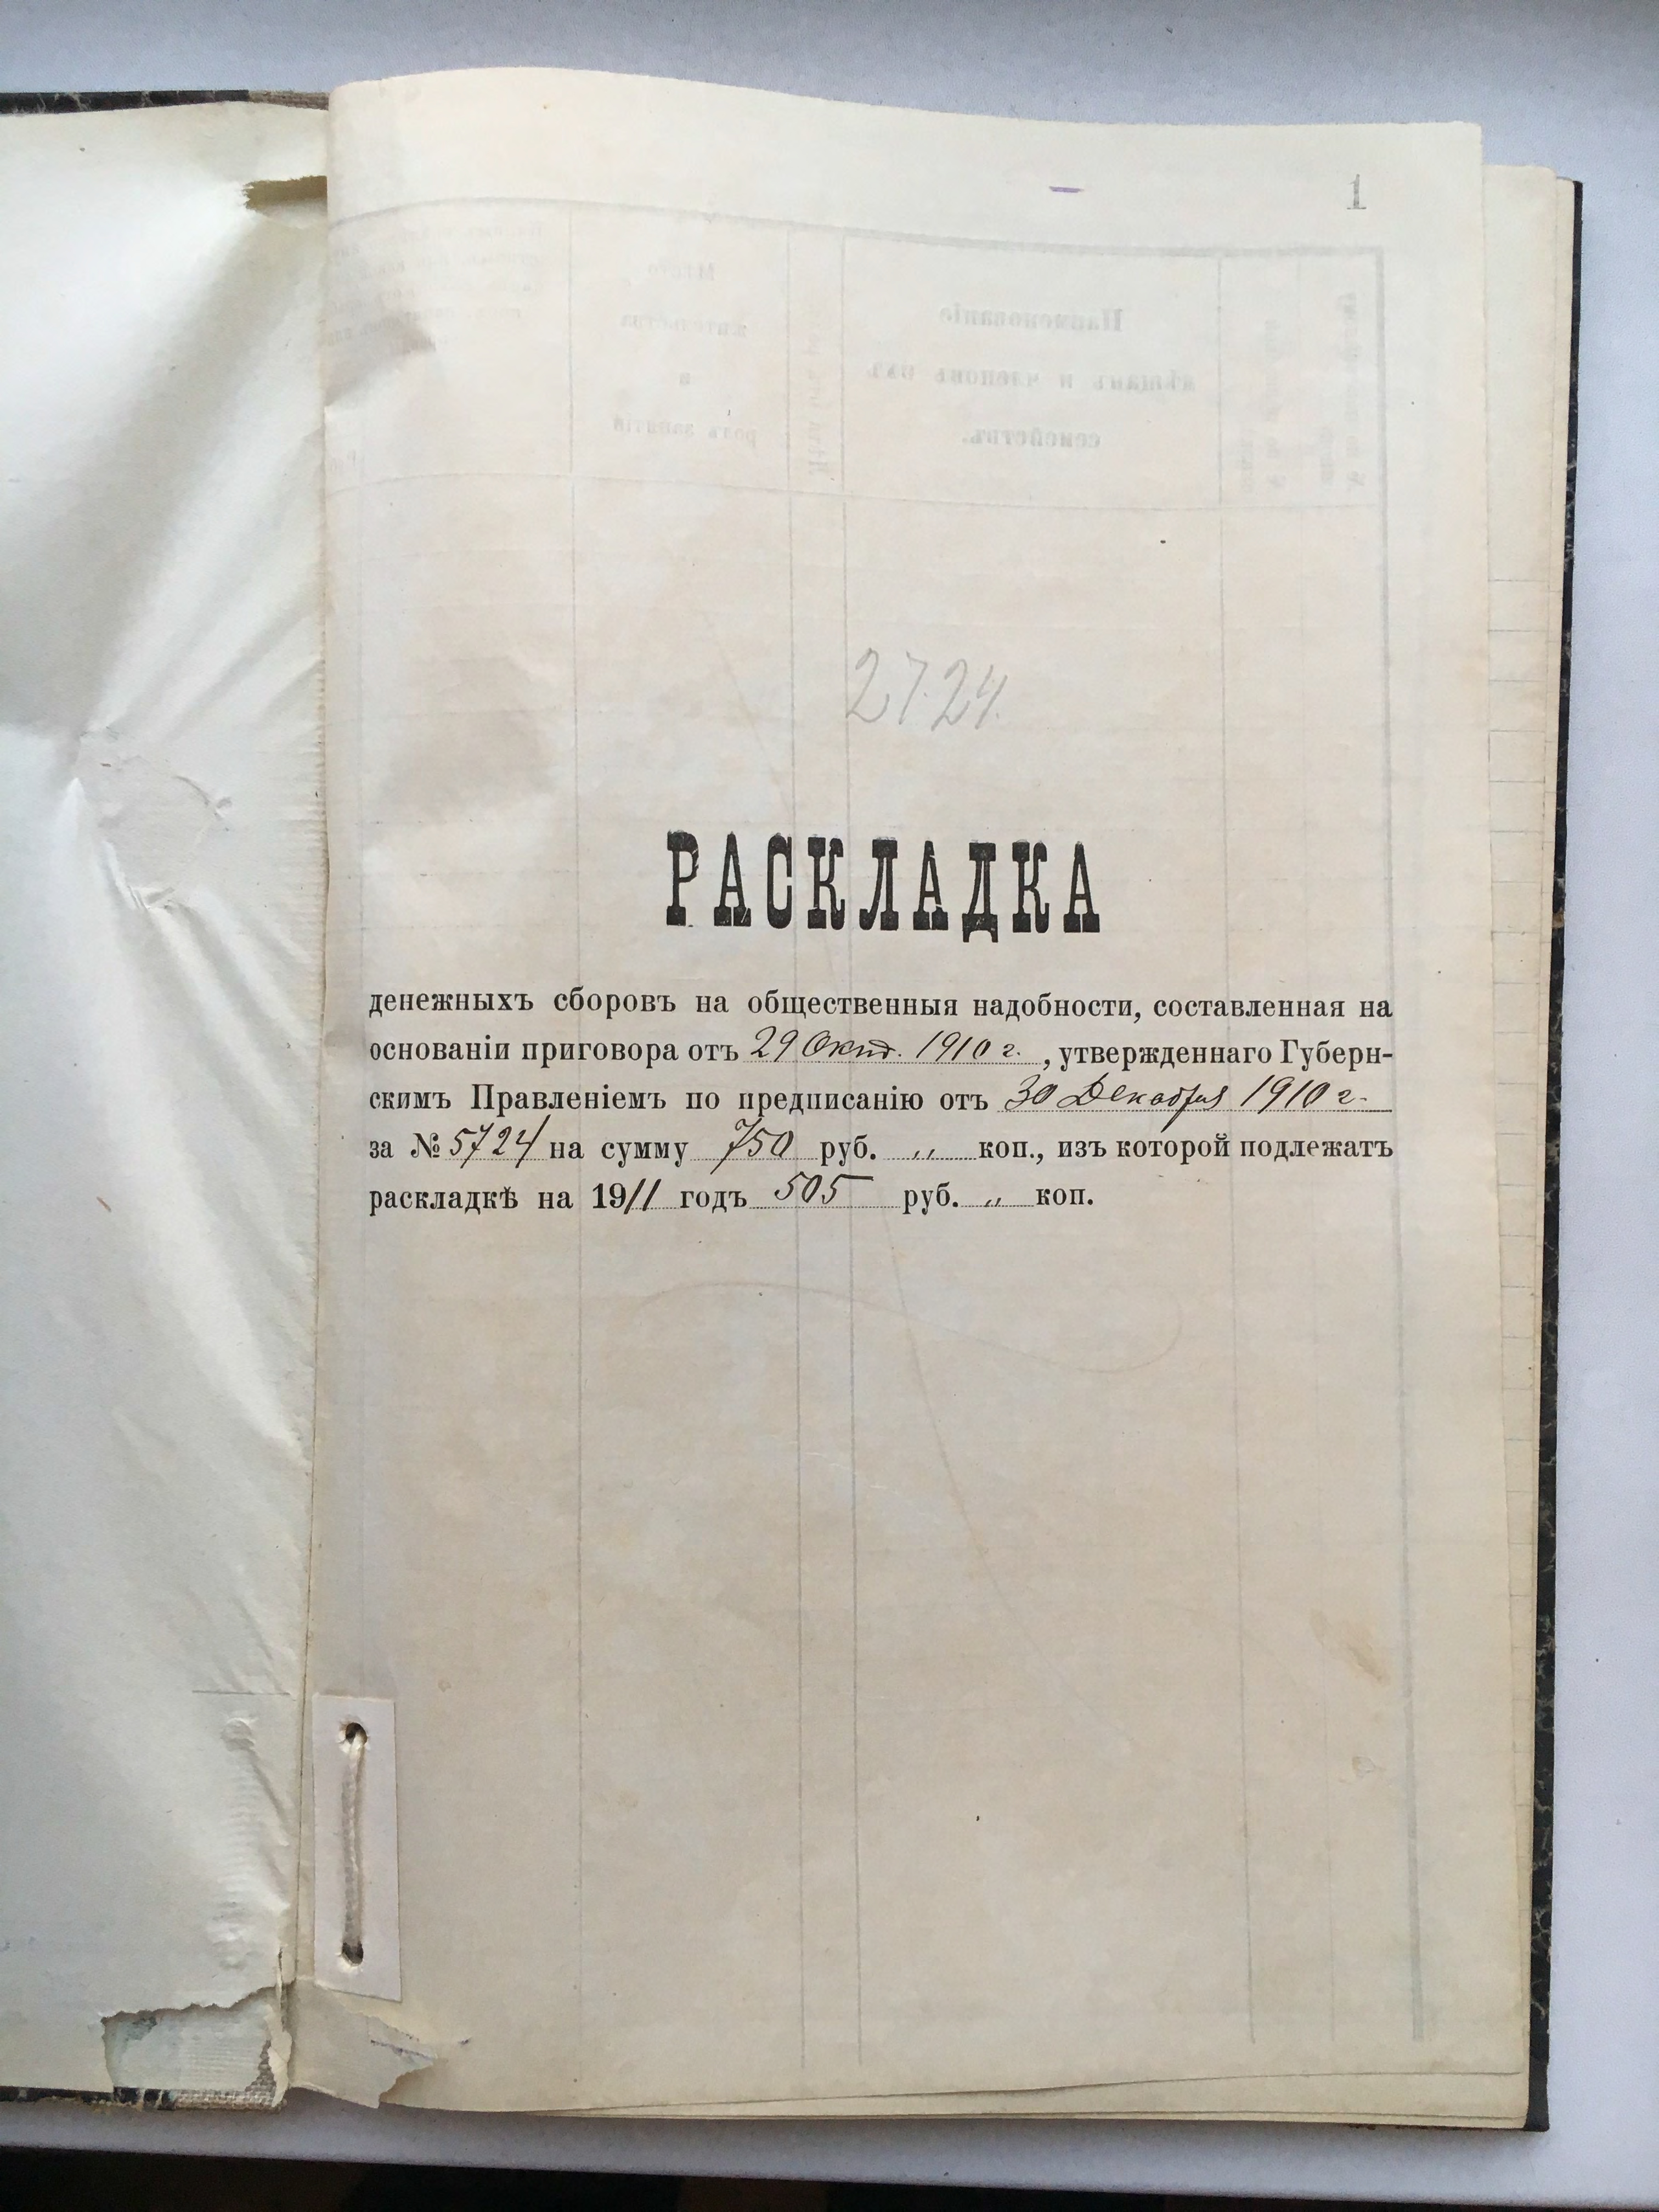 1
27.24.
РАСКЛАДКА
денежныхъ сборовъ на общественныя надобности, составленная на
основаніи приговора отъ 29 Окт. 1910 г., утвержденнаго Губерн-
скимъ Правленіемъ по предписанію отъ 30 Декабря 1910 г.
за № 5724 на сумму 750 руб. „ коп., изъ которой подлежатъ
раскладкѣ на 1911 годъ 505 руб. „ коп.